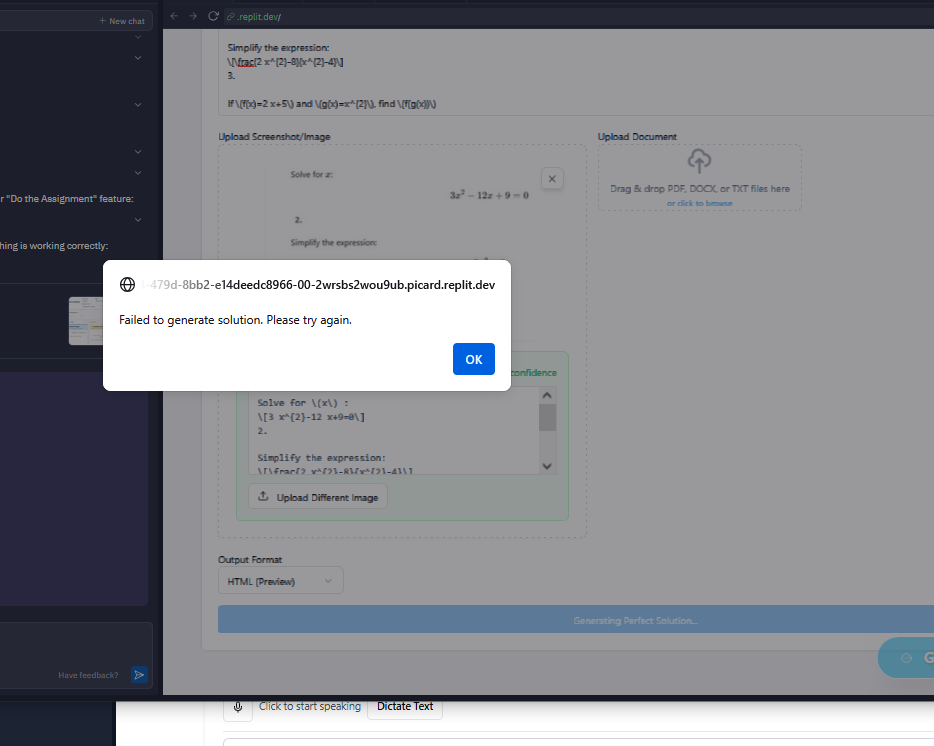 + New chat
.replit.dev/
Simplify the expression:
\[\frac{2 x^{2}-8}{x^{2}-4}\]
3.
If \(f(x)=2 x+5\) and \(g(x)=x^{2}\), find \(f(g(x))\)
Upload Screenshot/Image
Upload Document
Solve for x:
3x² − 12x + 9 = 0
2.
Simplify the expression:
Drag & drop PDF, DOCX, or TXT files here
or click to browse
r "Do the Assignment" feature:
hing is working correctly:
-479d-8bb2-e14deedc8966-00-2wrsbs2wou9ub.picard.replit.dev
Failed to generate solution. Please try again.
OK
confidence
Solve for \(x\) :
\[3 x^{2}-12 x+9=0\]
2.
Simplify the expression:
\[\frac{2 x^{2}-8}{x^{2}-4}\]
Upload Different Image
Output Format
HTML (Preview)
Generating Perfect Solution...
Have feedback?
G
Click to start speaking
Dictate Text